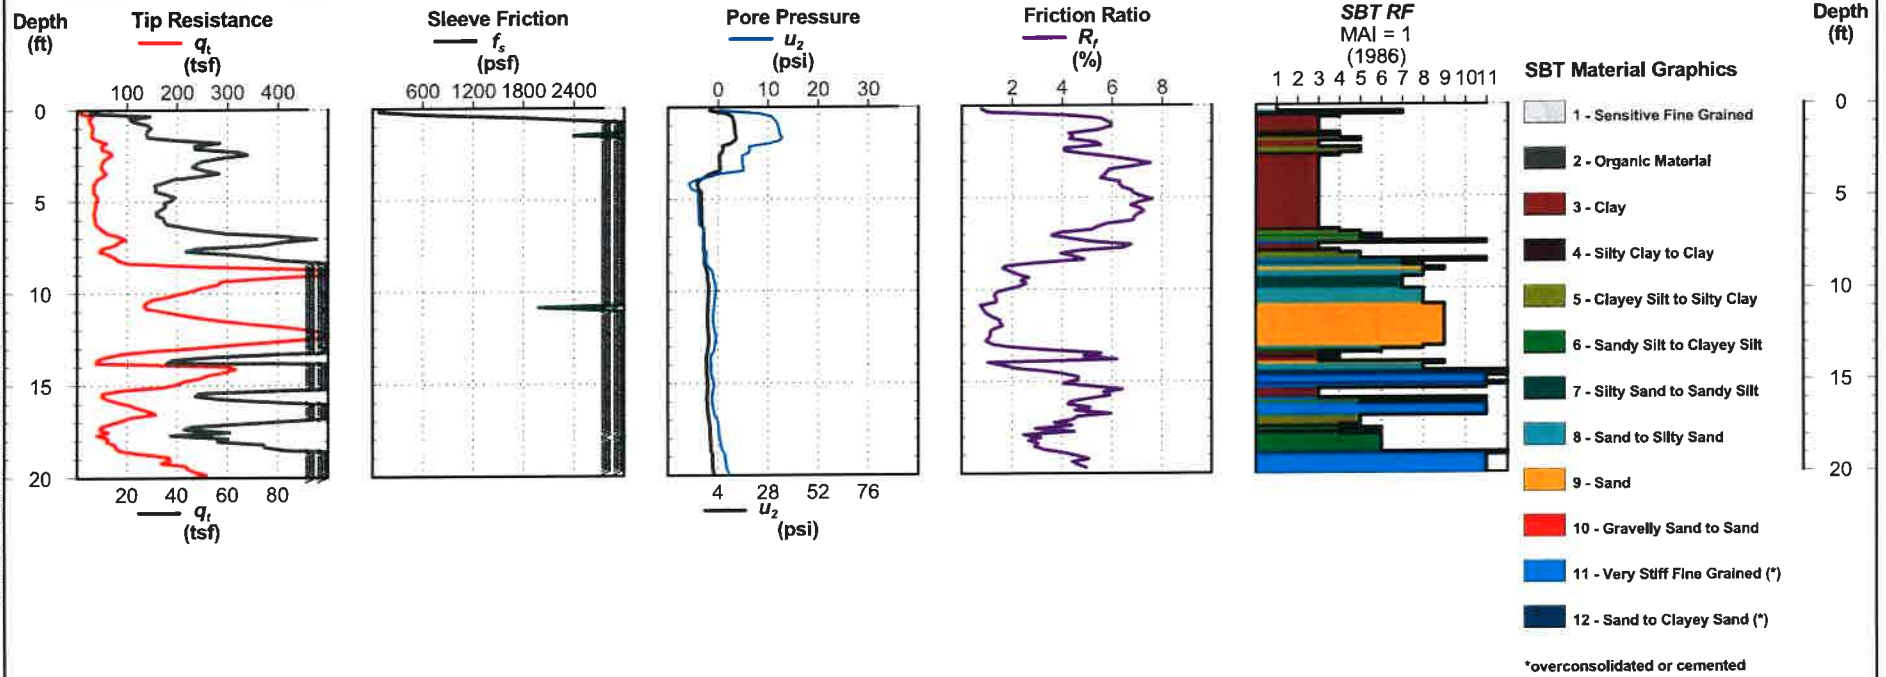 Depth
(ft)
Tip Resistance
qt
(tsf)
100 200 300 400
0
5
10
15
20
20 40 60 80
qt
(tsf)
Sleeve Friction
fs
(psf)
600 1200 1800 2400
Pore Pressure
u2
(psi)
0 10 20 30
4 28 52 76
u2
(psi)
Friction Ratio
Rf
(%)
2 4 6 8
SBT RF
MAI = 1
(1986)
1 2 3 4 5 6 7 8 9 10 11
SBT Material Graphics
1 - Sensitive Fine Grained
2 - Organic Material
3 - Clay
4 - Silty Clay to Clay
5 - Clayey Silt to Silty Clay
6 - Sandy Silt to Clayey Silt
7 - Silty Sand to Sandy Silt
8 - Sand to Silty Sand
9 - Sand
10 - Gravelly Sand to Sand
11 - Very Stiff Fine Grained (*)
12 - Sand to Clayey Sand (*)
*overconsolidated or cemented
Depth
(ft)
0
5
10
15
20